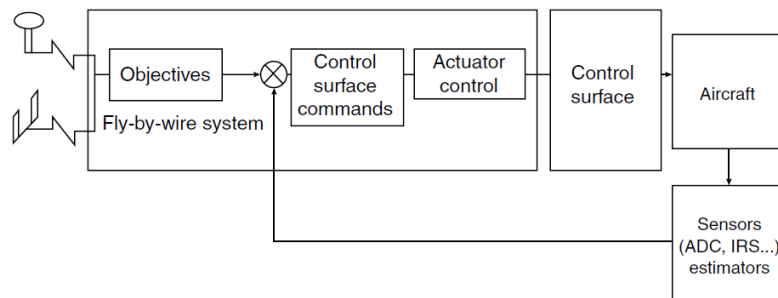 Objectives
Fly-by-wire system
Control
surface
commands
Actuator
control
Control
surface
Aircraft
Sensors
(ADC, IRS...)
estimators